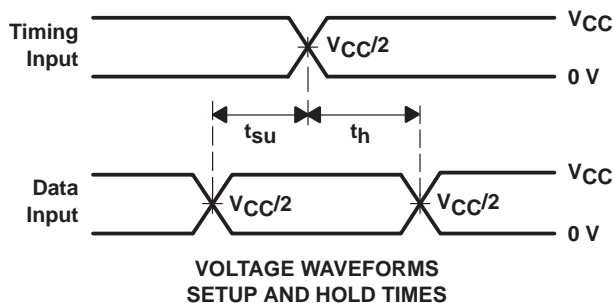 Timing
Input
VCC/2
VCC
0 V
tsu
th
Data
Input
VCC/2
VCC/2
VCC
0 V
VOLTAGE WAVEFORMS
SETUP AND HOLD TIMES